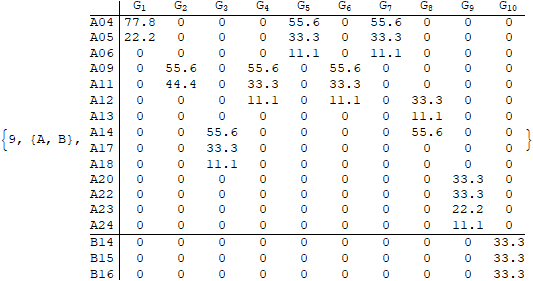 G1 G2 G3 G4 G5 G6 G7 G8 G9 G10
A04 77.8 0 0 0 55.6 0 55.6 0 0 0
A05 22.2 0 0 0 33.3 0 33.3 0 0 0
A06 0 0 0 0 11.1 0 11.1 0 0 0
A09 0 55.6 0 55.6 0 55.6 0 0 0 0
A11 0 44.4 0 33.3 0 33.3 0 0 0 0
A12 0 0 0 11.1 0 11.1 0 33.3 0 0
A13 0 0 0 0 0 0 0 11.1 0 0
{9, {A, B}, A14 0 0 55.6 0 0 0 0 55.6 0 0 }
A17 0 0 33.3 0 0 0 0 0 0 0
A18 0 0 11.1 0 0 0 0 0 0 0
A20 0 0 0 0 0 0 0 0 33.3 0
A22 0 0 0 0 0 0 0 0 33.3 0
A23 0 0 0 0 0 0 0 0 22.2 0
A24 0 0 0 0 0 0 0 0 11.1 0
B14 0 0 0 0 0 0 0 0 0 33.3
B15 0 0 0 0 0 0 0 0 0 33.3
B16 0 0 0 0 0 0 0 0 0 33.3